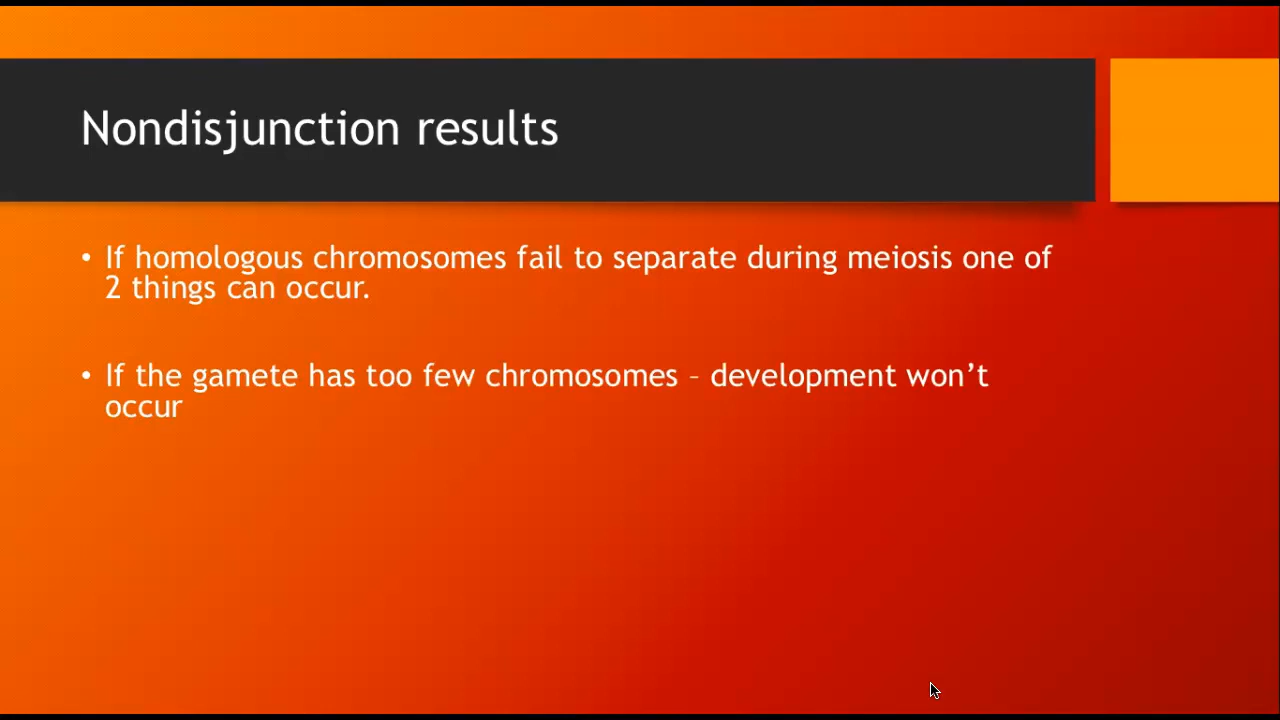 Nondisjunction results
• If homologous chromosomes fail to separate during meiosis one of
2 things can occur.
• If the gamete has too few chromosomes – development won’t
occur